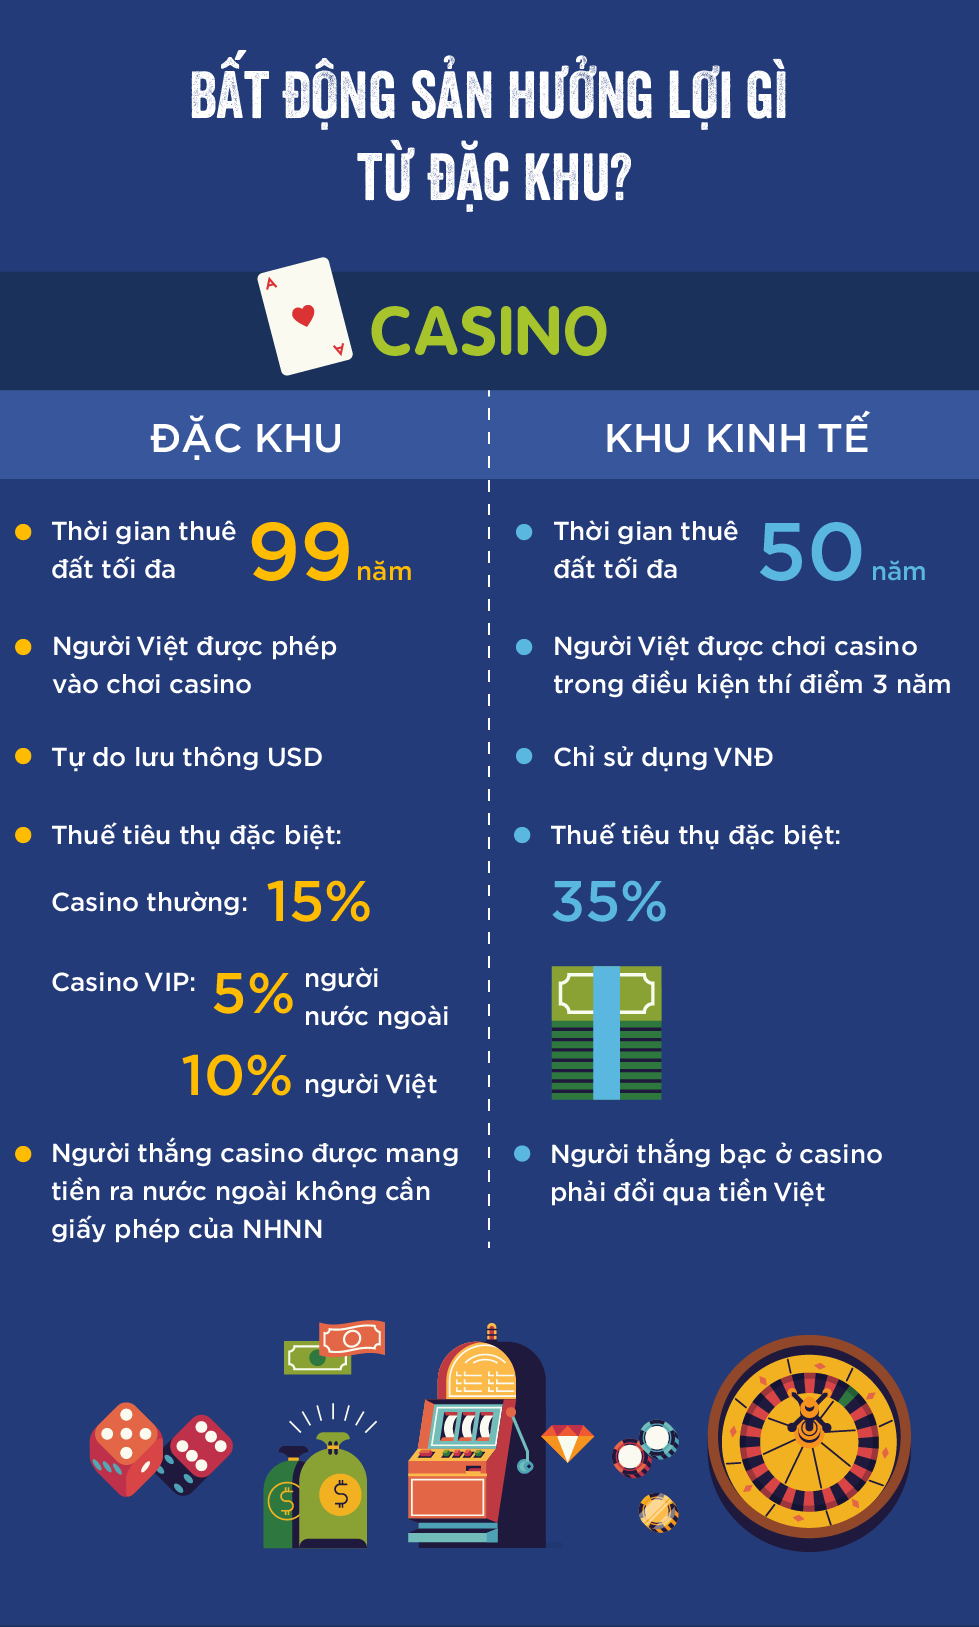 BẤT ĐỘNG SẢN HƯỞNG LỢI GÌ
TỪ ĐẶC KHU?
A
A
CASINO
ĐẶC KHU
Thời gian thuê
đất tối đa
99 năm
Người Việt được phép
vào chơi casino
Tự do lưu thông USD
Thuế tiêu thụ đặc biệt:
Casino thường: 15%
Casino VIP: 5% người
nước ngoài
10% người Việt
Người thắng casino được mang
tiền ra nước ngoài không cần
giấy phép của NHNN
KHU KINH TẾ
Thời gian thuê
đất tối đa
50 năm
Người Việt được chơi casino
trong điều kiện thí điểm 3 năm
Chỉ sử dụng VNĐ
Thuế tiêu thụ đặc biệt:
35%
Người thắng bạc ở casino
phải đổi qua tiền Việt
$
$